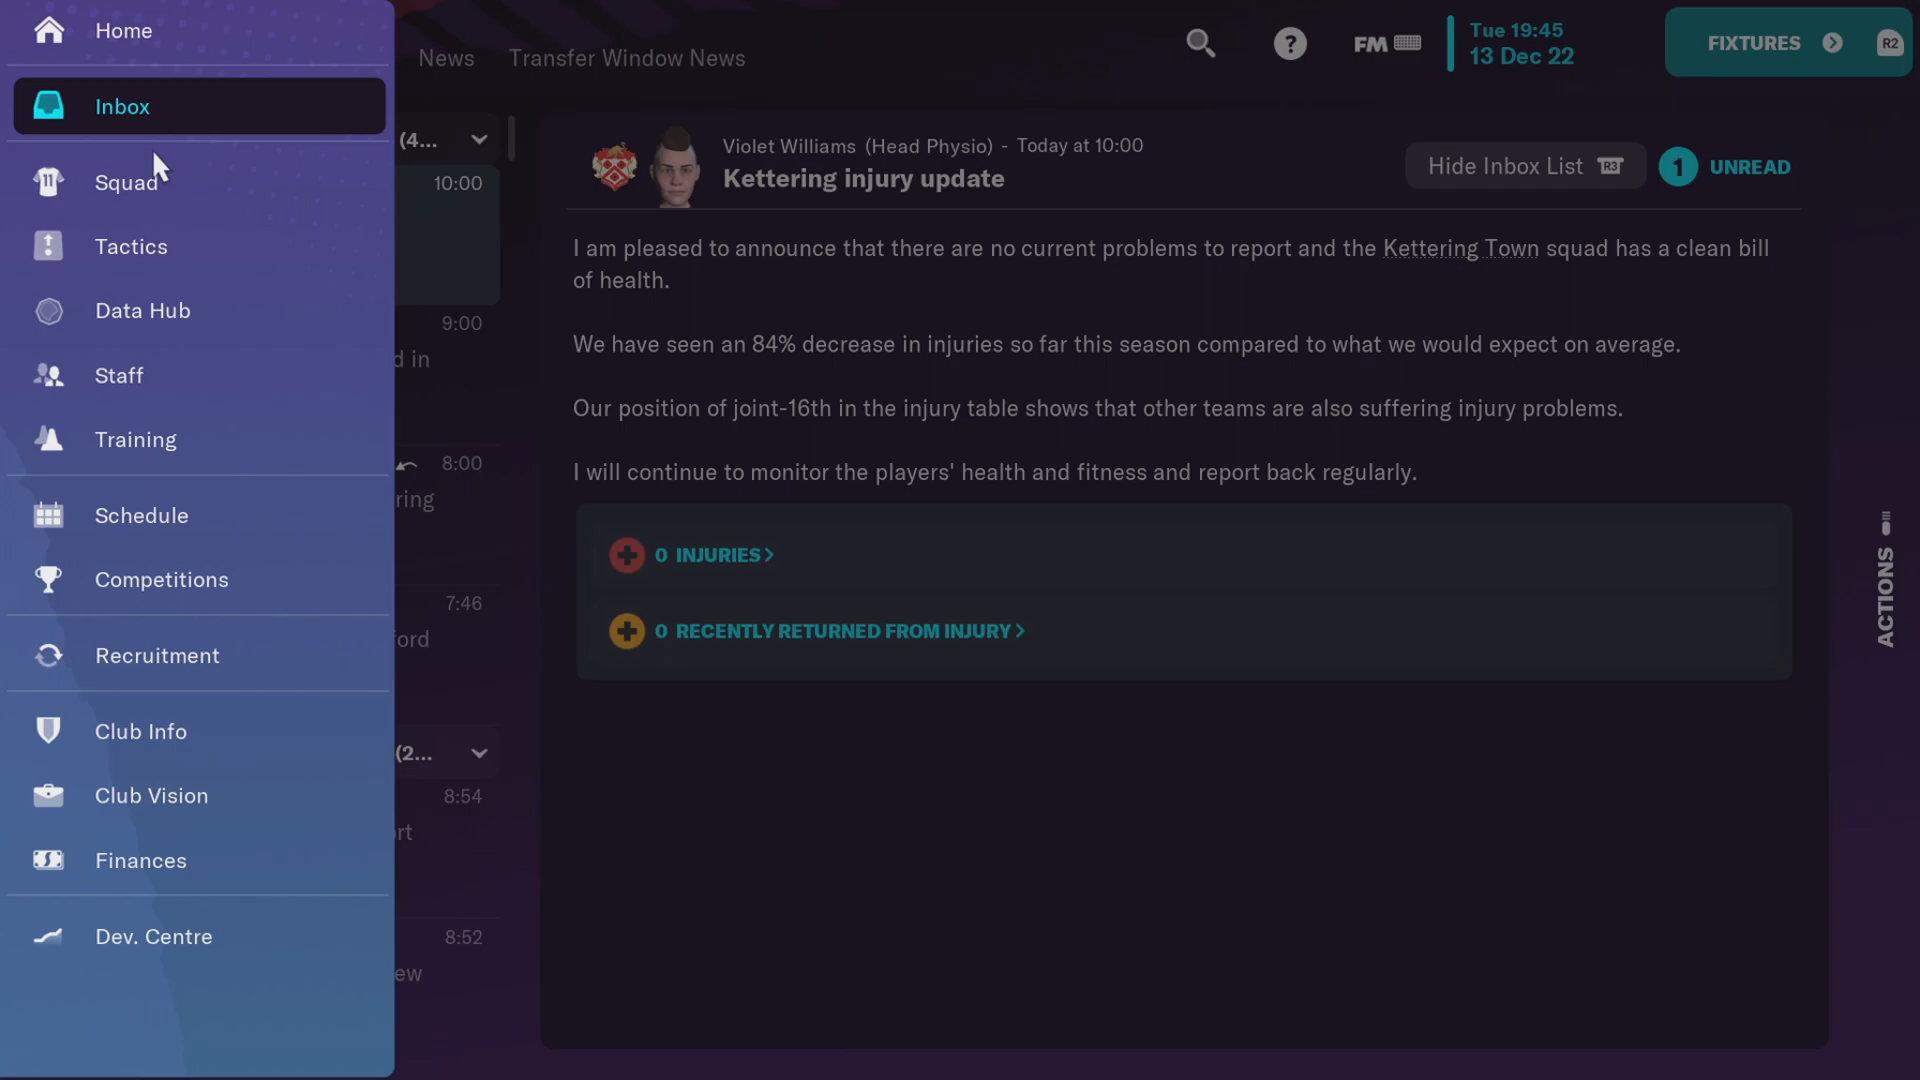 Home
Inbox
Squad
Tactics
Data Hub
Staff
Training
Schedule
Competitions
Recruitment
Club Info
Club Vision
Finances
Dev. Centre
News
Transfer Window News
?
FM
Tue 19:45
13 Dec 22
FIXTURES
R2
(4...
10:00
9:00
d in
8:00
ring
7:46
ord
(2...
8:54
ort
8:52
ew
Violet Williams (Head Physio) - Today at 10:00
Kettering injury update
Hide Inbox List R3
1 UNREAD
I am pleased to announce that there are no current problems to report and the Kettering Town squad has a clean bill
of health.
We have seen an 84% decrease in injuries so far this season compared to what we would expect on average.
Our position of joint-16th in the injury table shows that other teams are also suffering injury problems.
I will continue to monitor the players' health and fitness and report back regularly.
0 INJURIES >
0 RECENTLY RETURNED FROM INJURY >
ACTIONS
11